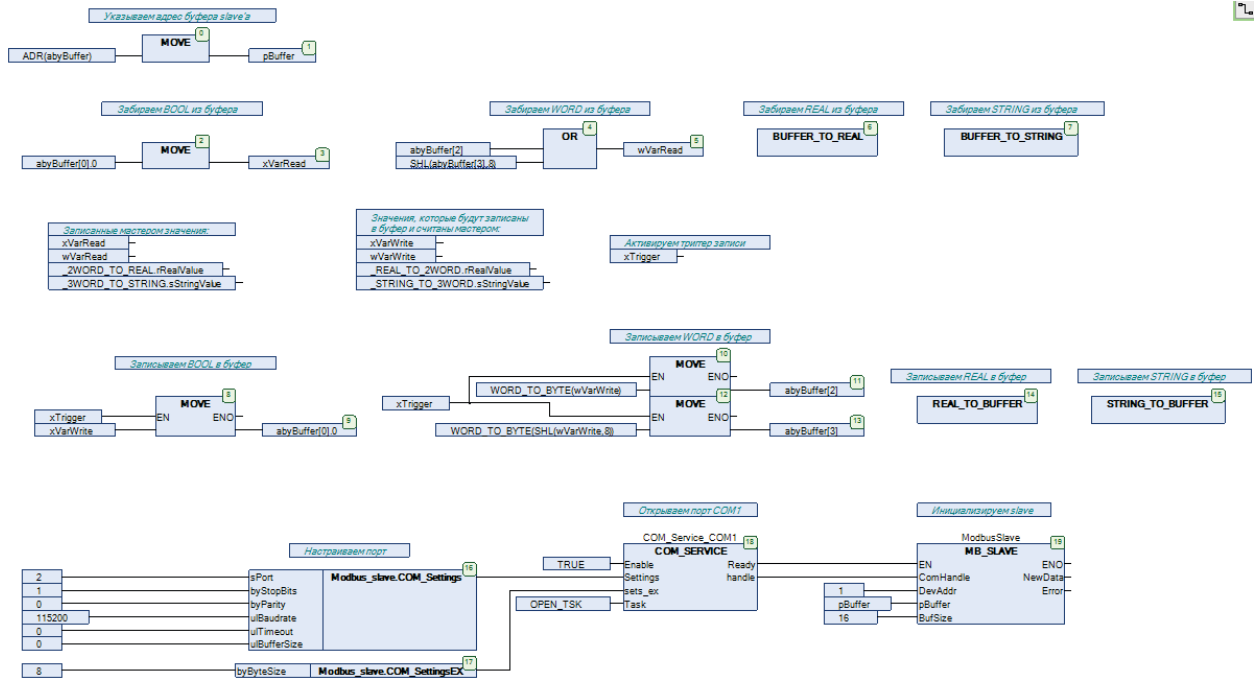 Указываем адрес буфера slave'а
0
MOVE
1
ADR(abyBuffer)
pBuffer
Забираем BOOL из буфера
Забираем WORD из буфера
Забираем REAL из буфера
Забираем STRING из буфера
2
MOVE
3
abyBuffer[0].0
xVarRead
4
OR
5
abyBuffer[2]
SHL(abyBuffer[3],8)
wVarRead
6
BUFFER_TO_REAL
7
BUFFER_TO_STRING
Записанные мастером значения:
xVarRead
wVarRead
_2WORD_TO_REAL.rRealValue
_3WORD_TO_STRING.sStringValue
Значения, которые будут записаны
в буфер и считаны мастером:
xVarWrite
wVarWrite
_REAL_TO_2WORD.rRealValue
_STRING_TO_3WORD.sStringValue
Активируем триггер записи
xTrigger
Записываем BOOL в буфер
8
MOVE
xTrigger
EN
ENO
9
xVarWrite
abyBuffer[0].0
Записываем WORD в буфер
10
MOVE
EN
ENO
11
WORD_TO_BYTE(wVarWrite)
abyBuffer[2]
xTrigger
12
MOVE
EN
ENO
13
WORD_TO_BYTE(SHL(wVarWrite,8))
abyBuffer[3]
Записываем REAL в буфер
14
REAL_TO_BUFFER
Записываем STRING в буфер
15
STRING_TO_BUFFER
Настраиваем порт
16
2
sPort
Modbus_slave.COM_Settings
1
byStopBits
0
byParity
115200
ulBaudrate
0
ulTimeout
0
ulBufferSize
17
8
byByteSize
Modbus_slave.COM_SettingsEX
Открываем порт COM1
COM_Service_COM1
18
COM_SERVICE
TRUE
Enable
Ready
Settings
handle
sets_ex
OPEN_TSK
Task
Инициализируем slave
ModbusSlave
19
MB_SLAVE
EN
ENO
ComHandle
NewData
1
DevAddr
Error
pBuffer
pBuffer
16
BufSize